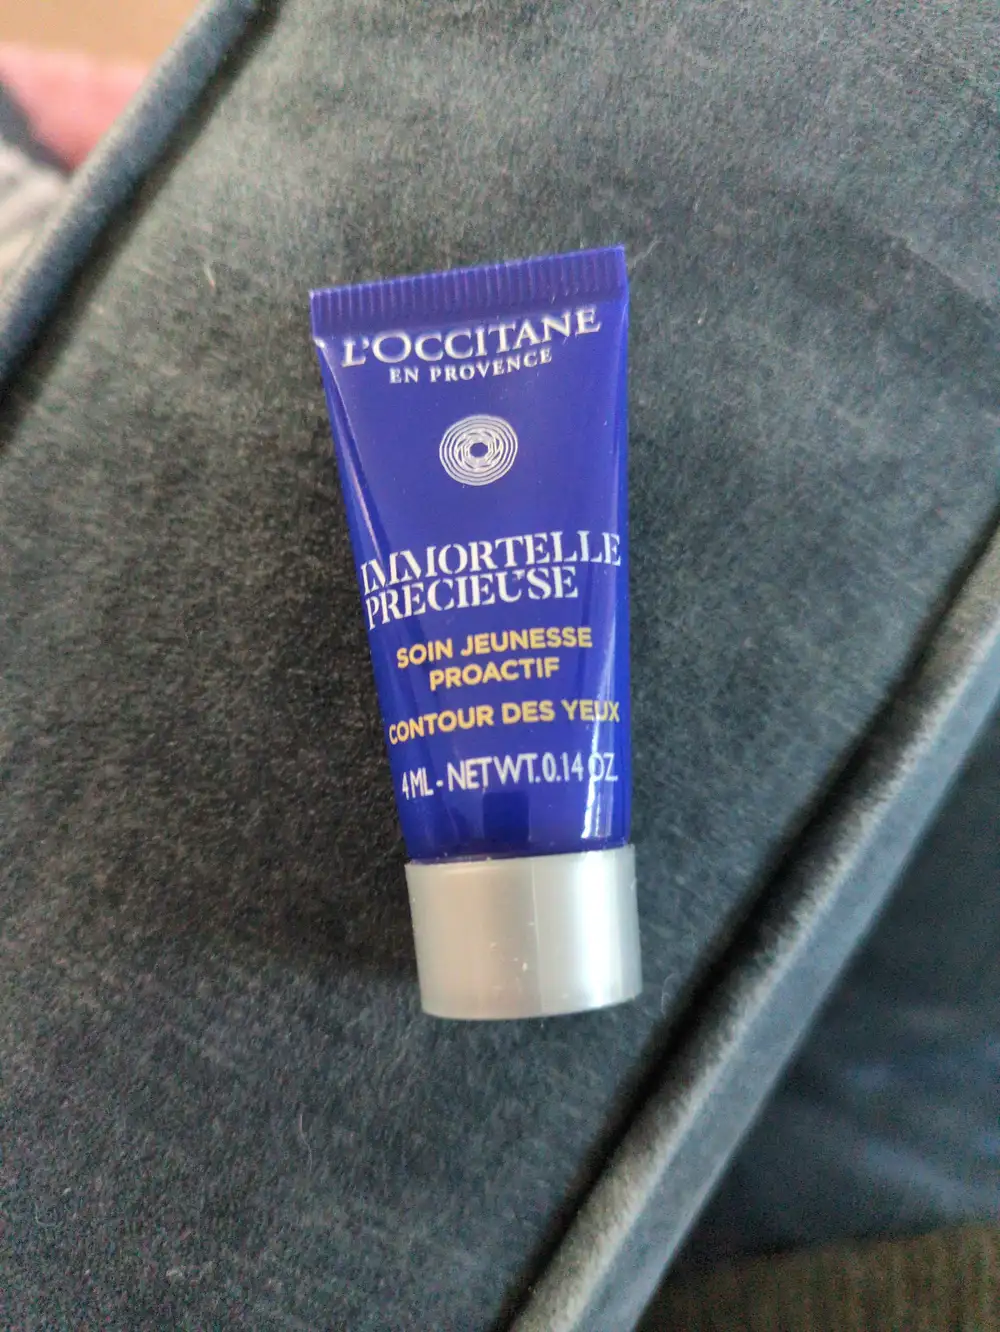 L'OCCITANE
EN PROVENCE
IMMORTELLE
PRECIEUSE
SOIN JEUNESSE
PROACTIF
CONTOUR DES YEUX
4 ML - NET WT. 0.14 OZ